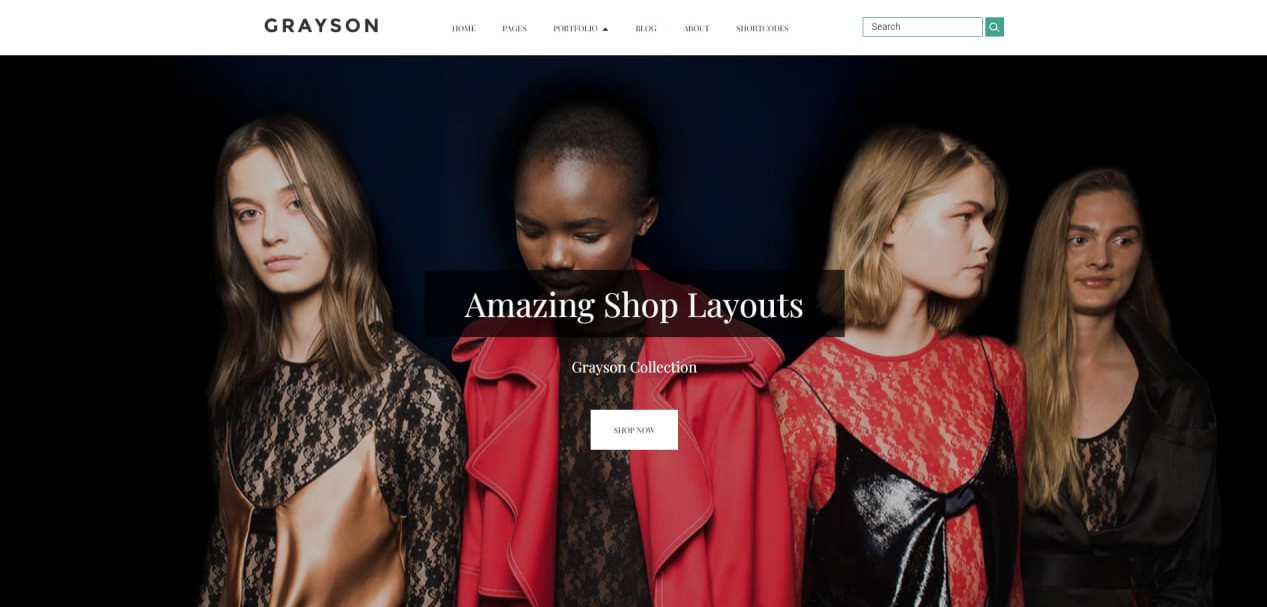 GRAYSON
HOME
PAGES
PORTFOLIO
BLOG
ABOUT
SHORTCODES
Search
Amazing Shop Layouts
Grayson Collection
SHOP NOW